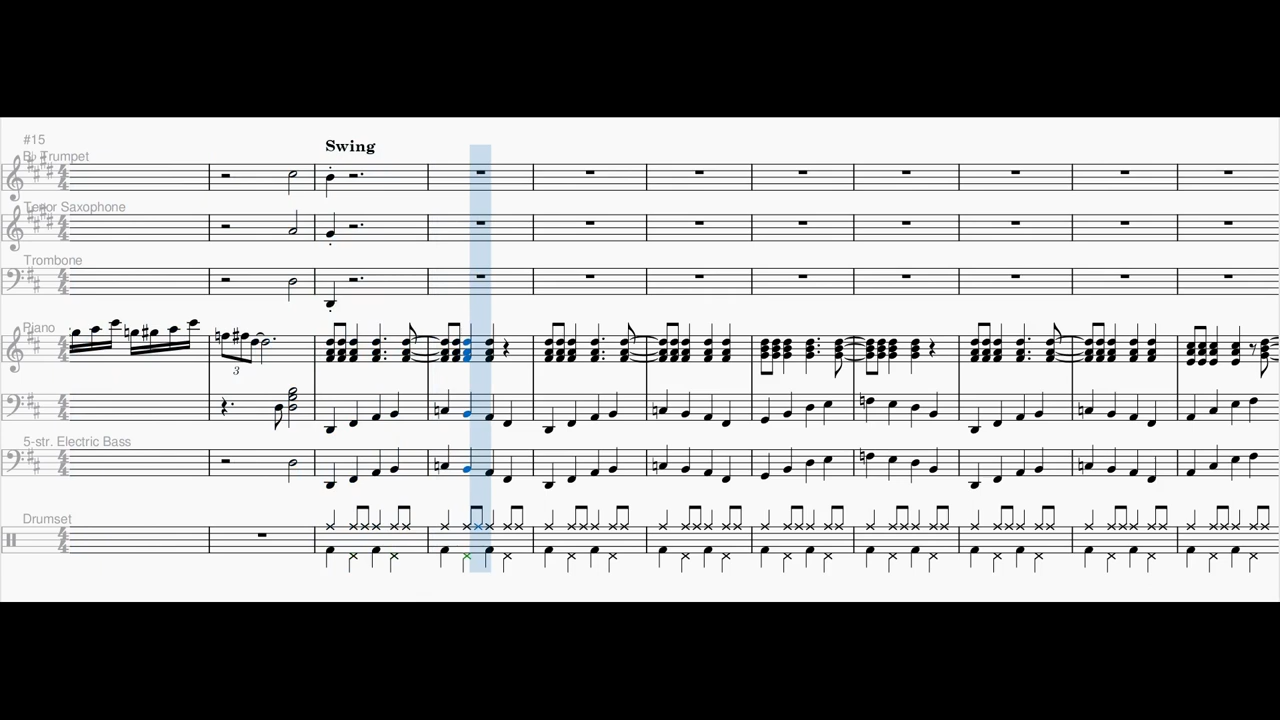 #15
Swing
B♭ Trumpet
Tenor Saxophone
Trombone
Piano
3
5-str. Electric Bass
Drumset